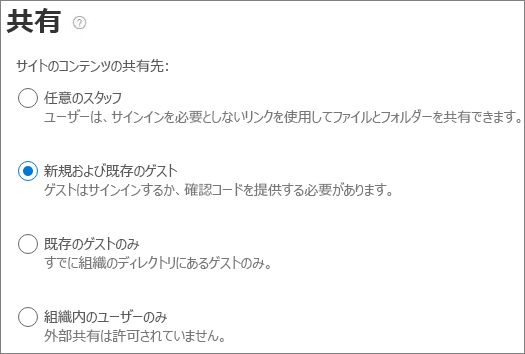 共有 ?
サイトのコンテンツの共有先:
任意のスタッフ
ユーザーは、サインインを必要としないリンクを使用してファイルとフォルダーを共有できます。
新規および既存のゲスト
ゲストはサインインするか、確認コードを提供する必要があります。
既存のゲストのみ
すでに組織のディレクトリにあるゲストのみ。
組織内のユーザーのみ
外部共有は許可されていません。